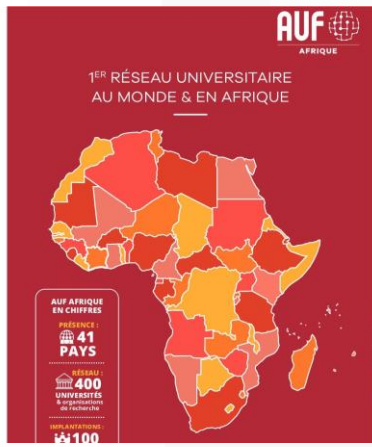 AUF
AFRIQUE
1ER RÉSEAU UNIVERSITAIRE
AU MONDE & EN AFRIQUE
AUF AFRIQUE
EN CHIFFRES
PRÉSENCE :
41
PAYS
RÉSEAU :
400
UNIVERSITÉS
& organisations
de recherche
IMPLANTATIONS :
100